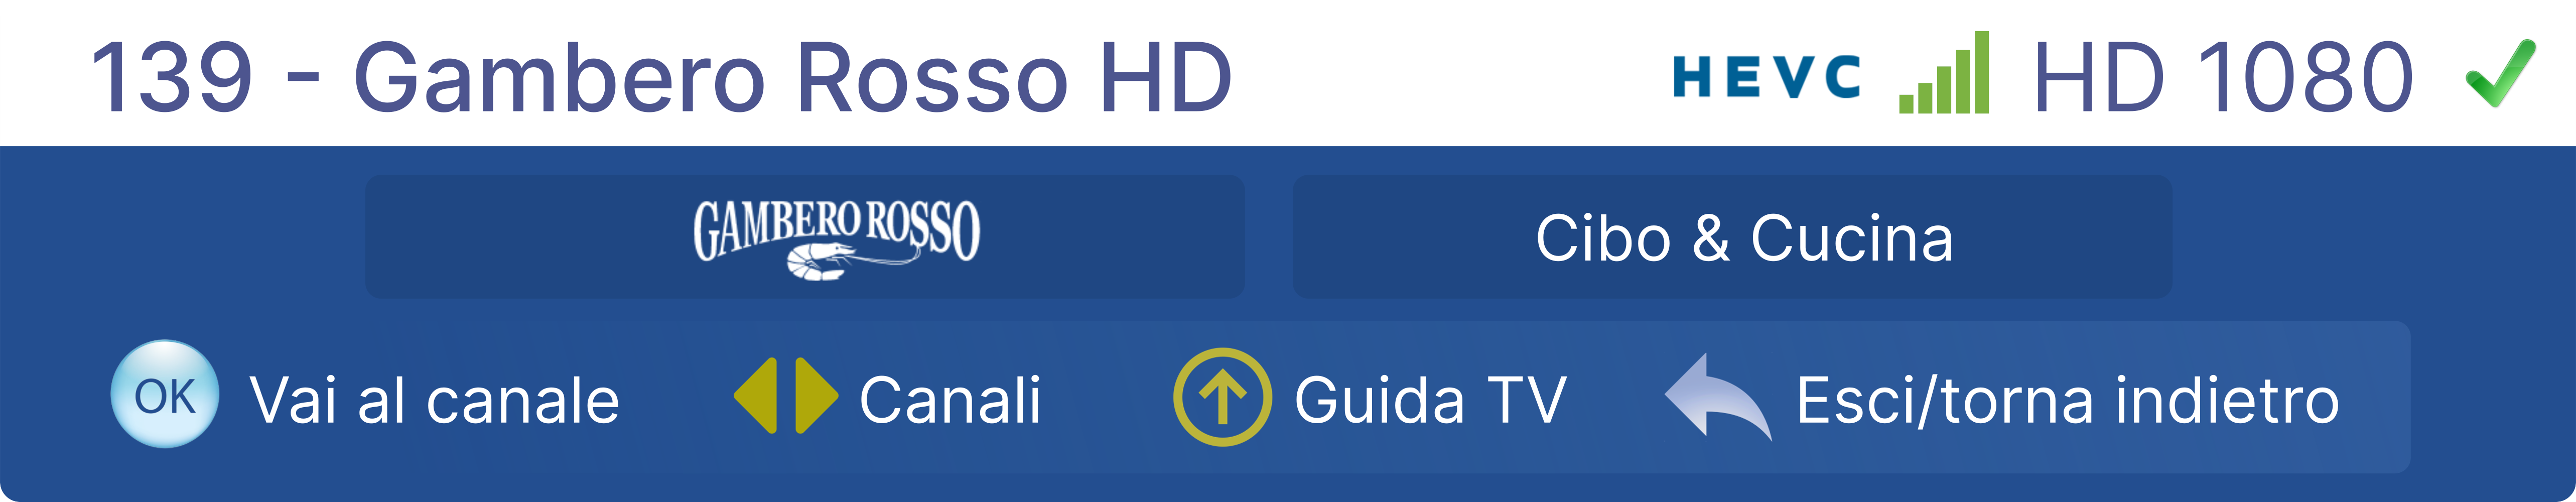 139 - Gambero Rosso HD HEVC HD 1080
GAMBERO ROSSO Cibo & Cucina
OK Vai al canale Canali Guida TV Esci/torna indietro